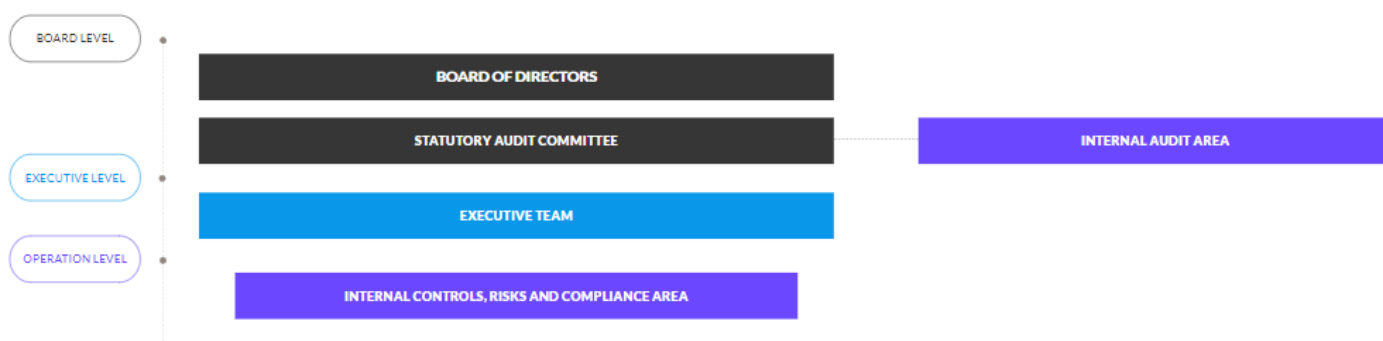 BOARD LEVEL
BOARD OF DIRECTORS
STATUTORY AUDIT COMMITTEE
INTERNAL AUDIT AREA
EXECUTIVE LEVEL
EXECUTIVE TEAM
OPERATION LEVEL
INTERNAL CONTROLS, RISKS AND COMPLIANCE AREA